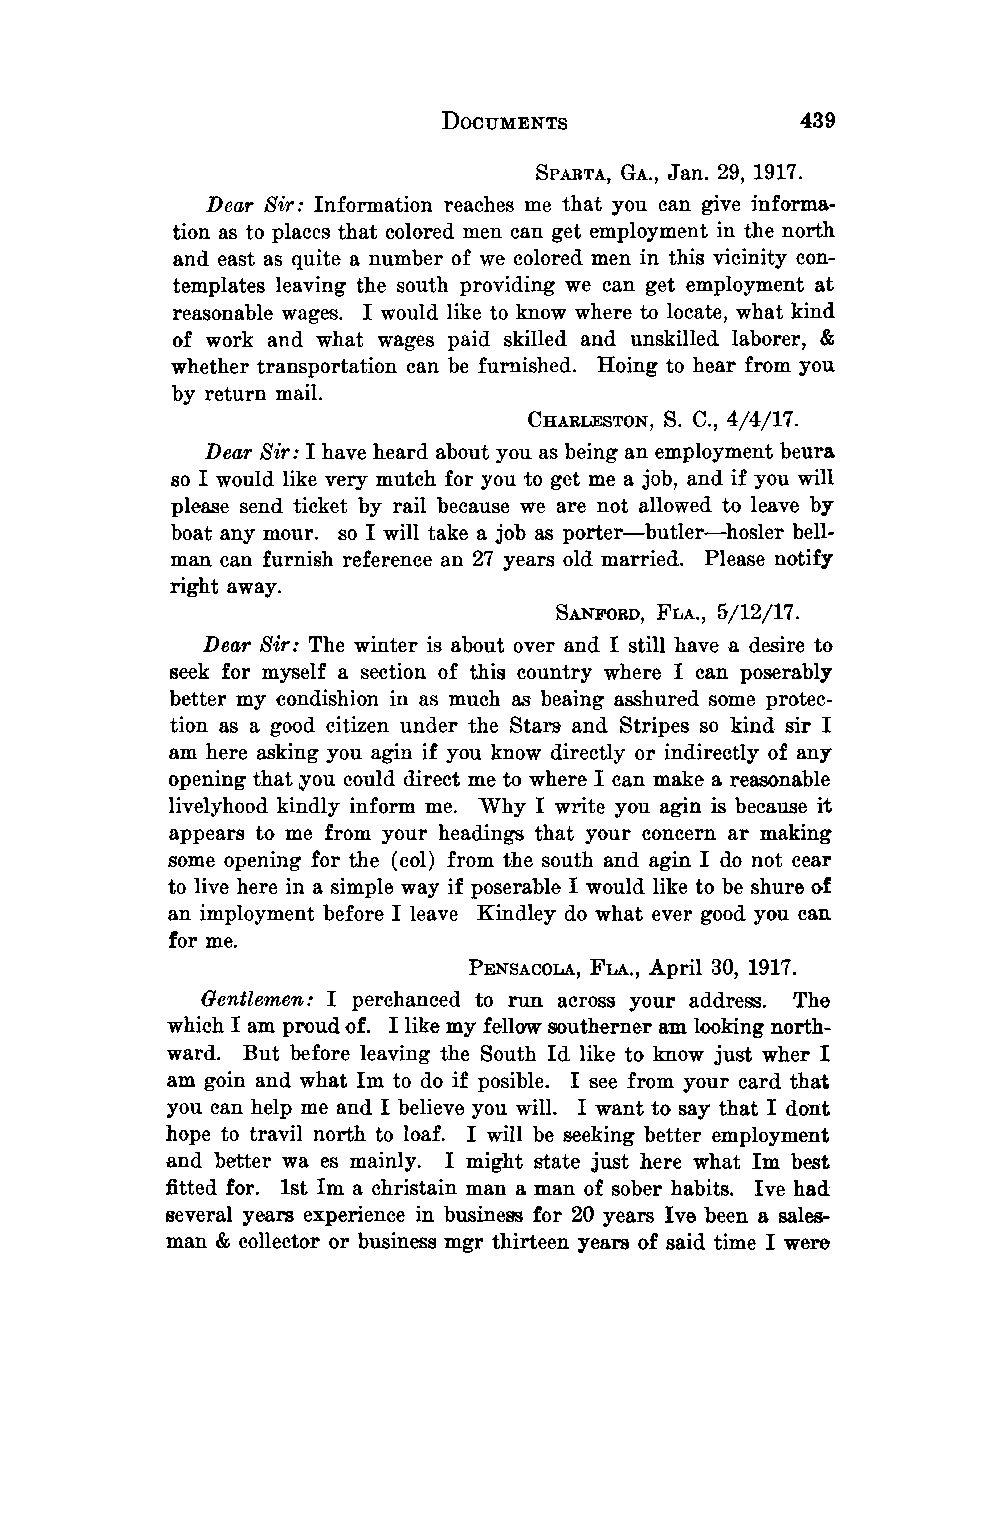 DOCUMENTS 439
SPARTA, GA., Jan. 29, 1917.
Dear Sir: Information reaches me that you can give informa-
tion as to places that colored men can get employment in the north
and east as quite a number of we colored men in this vicinity con-
templates leaving the south providing we can get employment at
reasonable wages. I would like to know where to locate, what kind
of work and what wages paid skilled and unskilled laborer, &
whether transportation can be furnished. Hoing to hear from you
by return mail.
CHARLESTON, S. C., 4/4/17.
Dear Sir: I have heard about you as being an employment beura
so I would like very mutch for you to get me a job, and if you will
please send ticket by rail because we are not allowed to leave by
boat any mour. so I will take a job as porter—butler—hosler bell-
man can furnish reference an 27 years old married. Please notify
right away.
SANFORD, FLA., 5/12/17.
Dear Sir: The winter is about over and I still have a desire to
seek for myself a section of this country where I can poserably
better my condishion in as much as beaing asshured some protec-
tion as a good citizen under the Stars and Stripes so kind sir I
am here asking you agin if you know directly or indirectly of any
opening that you could direct me to where I can make a reasonable
livelyhood kindly inform me. Why I write you agin is because it
appears to me from your headings that your concern ar making
some opening for the (col) from the south and agin I do not cear
to live here in a simple way if poserable I would like to be shure of
an imployment before I leave Kindley do what ever good you can
for me.
PENSACOLA, FLA., April 30, 1917.
Gentlemen: I perchanced to run across your address. The
which I am proud of. I like my fellow southerner am looking north-
ward. But before leaving the South Id like to know just wher I
am goin and what Im to do if posible. I see from your card that
you can help me and I believe you will. I want to say that I dont
hope to travil north to loaf. I will be seeking better employment
and better wa es mainly. I might state just here what Im best
fitted for. 1st Im a christain man a man of sober habits. Ive had
several years experience in business for 20 years Ive been a sales-
man & collector or business mgr thirteen years of said time I were